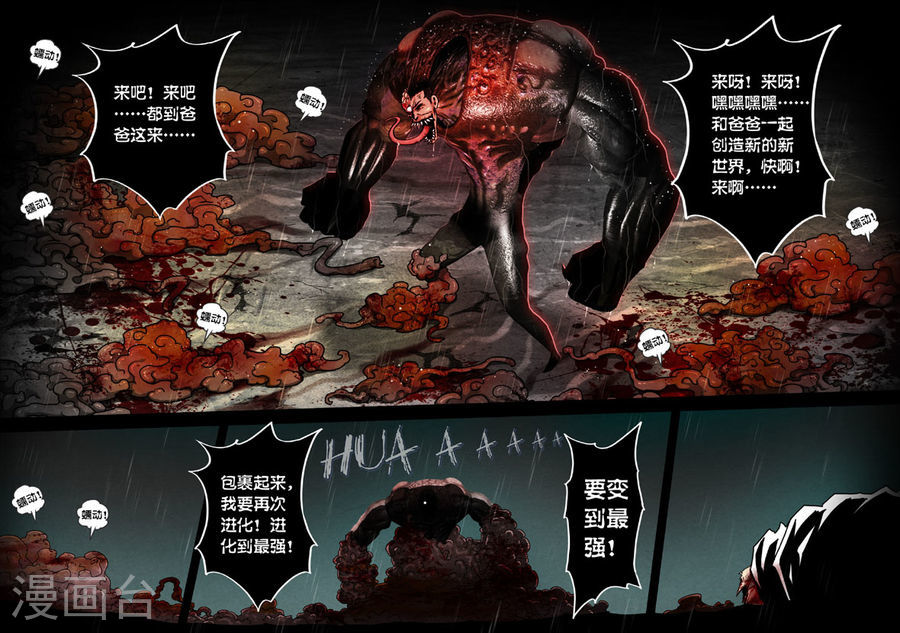 蠕动!
来吧！来吧
……都到爸
爸这来……
蠕动!
来呀！来呀！
嘿嘿嘿嘿……
和爸爸一起
创造新的新
世界，快啊！
来啊……
蠕动!
蠕动!
蠕动!
蠕动!
HUA A A A A A
包裹起来，
我要再次
进化！进
化到最强！
要变
到最
强！
蠕动!
蠕动!
漫画台